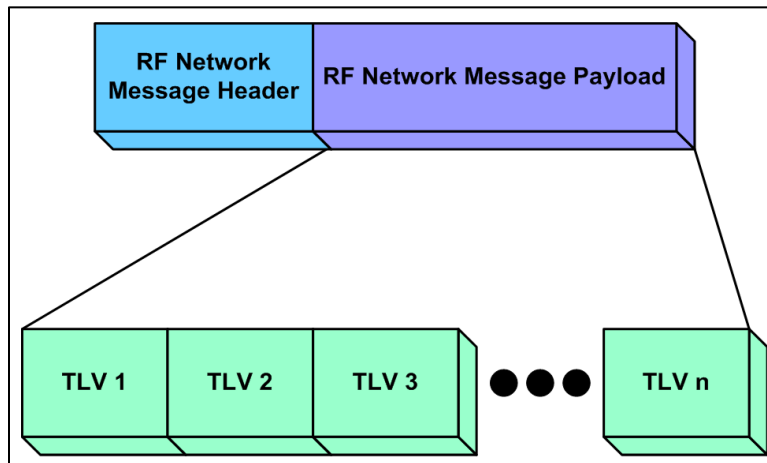 RF Network
Message Header
RF Network Message Payload
TLV 1
TLV 2
TLV 3
TLV n